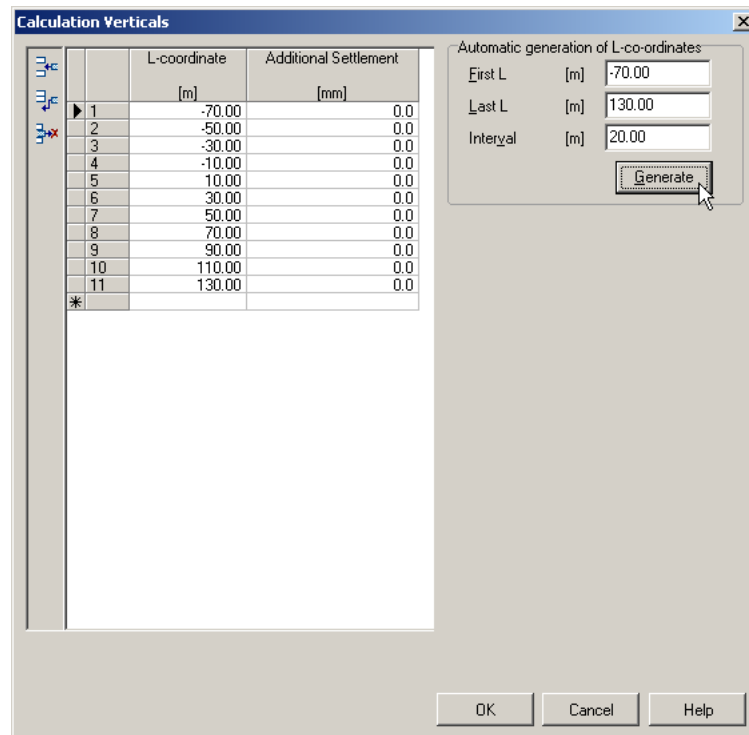 Calculation Verticals
L-coordinate Additional Settlement
[m] [mm]
1 -70.00 0.0
2 -50.00 0.0
3 -30.00 0.0
4 -10.00 0.0
5 10.00 0.0
6 30.00 0.0
7 50.00 0.0
8 70.00 0.0
9 90.00 0.0
10 110.00 0.0
11 130.00 0.0
Automatic generation of L-co-ordinates
First L [m] -70.00
Last L [m] 130.00
Interval [m] 20.00
Generate
OK Cancel Help